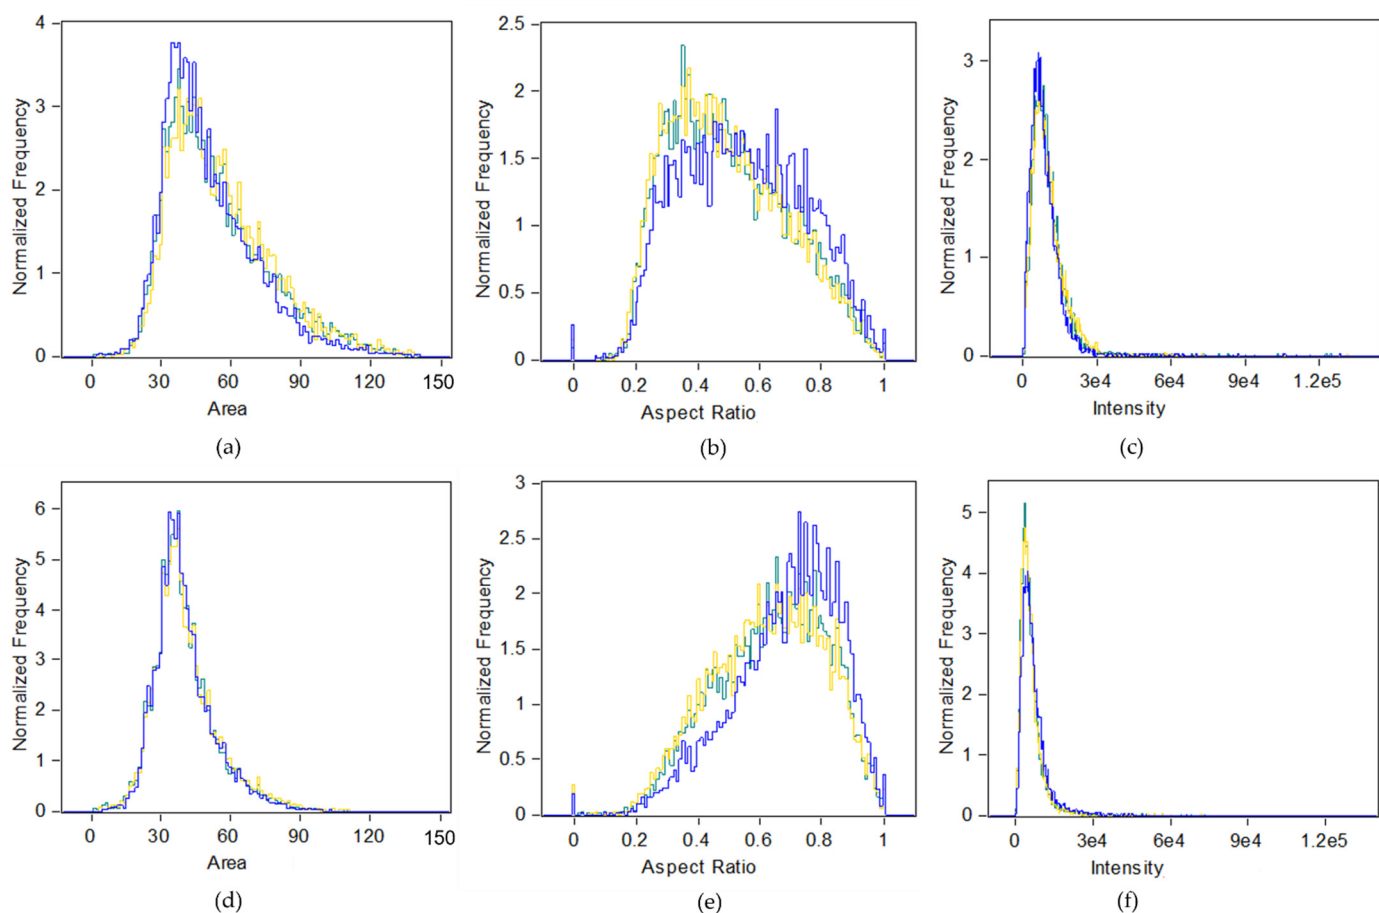 4
3
2
1
0
Normalized Frequency
0 30 60 90 120 150
Area
(a)
2.5
2
1.5
1
0.5
0
Normalized Frequency
0 0.2 0.4 0.6 0.8 1
Aspect Ratio
(b)
3
2
1
0
Normalized Frequency
0 3e4 6e4 9e4 1.2e5
Intensity
(c)
6
5
4
3
2
1
0
Normalized Frequency
0 30 60 90 120 150
Area
(d)
3
2.5
2
1.5
1
0.5
0
Normalized Frequency
0 0.2 0.4 0.6 0.8 1
Aspect Ratio
(e)
5
4
3
2
1
0
Normalized Frequency
0 3e4 6e4 9e4 1.2e5
Intensity
(f)